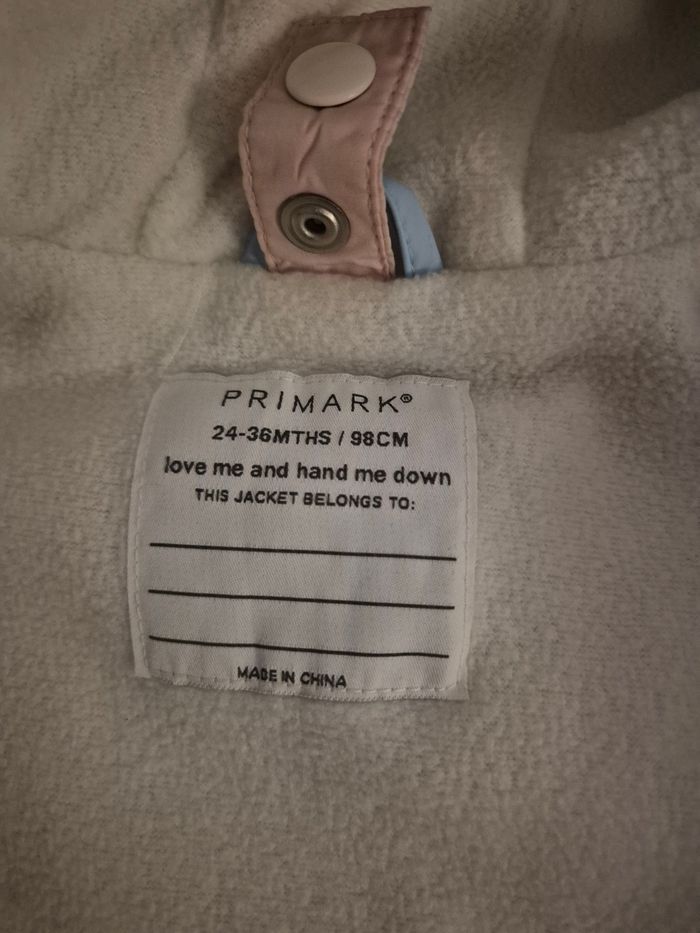 PRIMARK®
24-36MTHS / 98CM
love me and hand me down
THIS JACKET BELONGS TO:
MADE IN CHINA